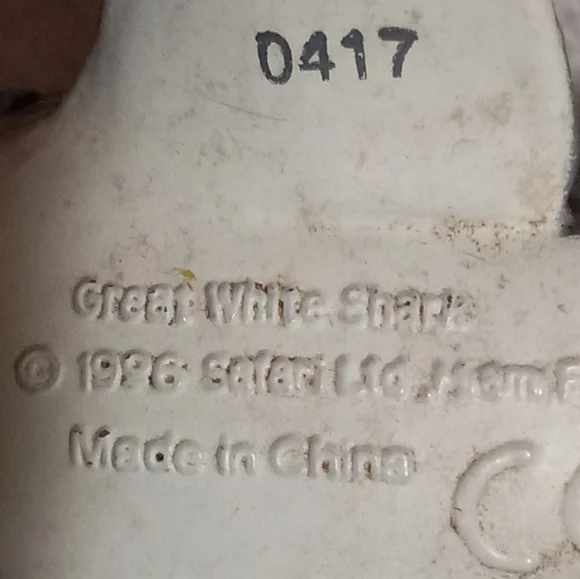 0417
Great White Shark
© 1996 Safari Ltd.
Made in China
C